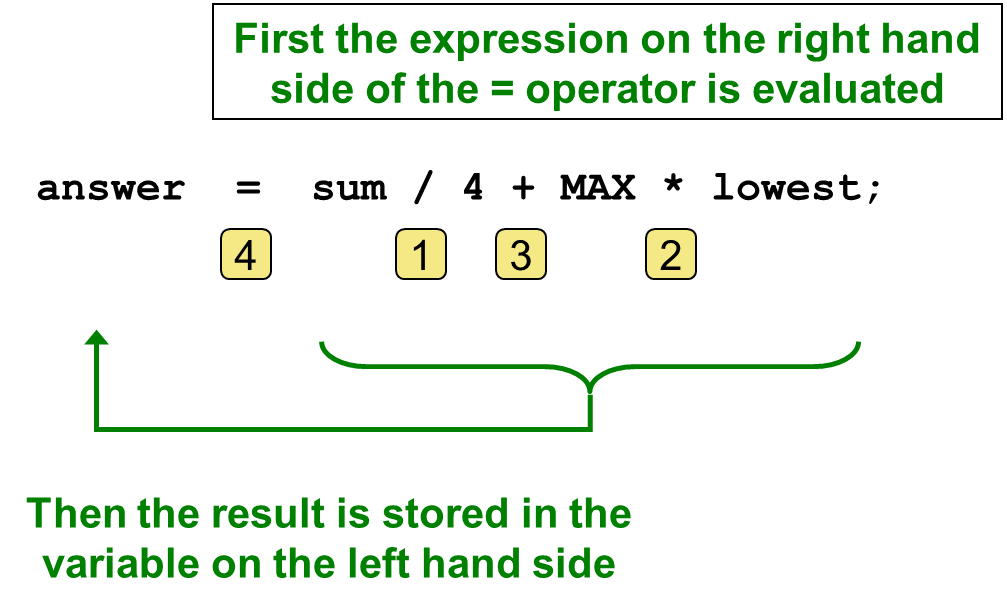 First the expression on the right hand
side of the = operator is evaluated
answer = sum / 4 + MAX * lowest;
4 1 3 2
Then the result is stored in the
variable on the left hand side